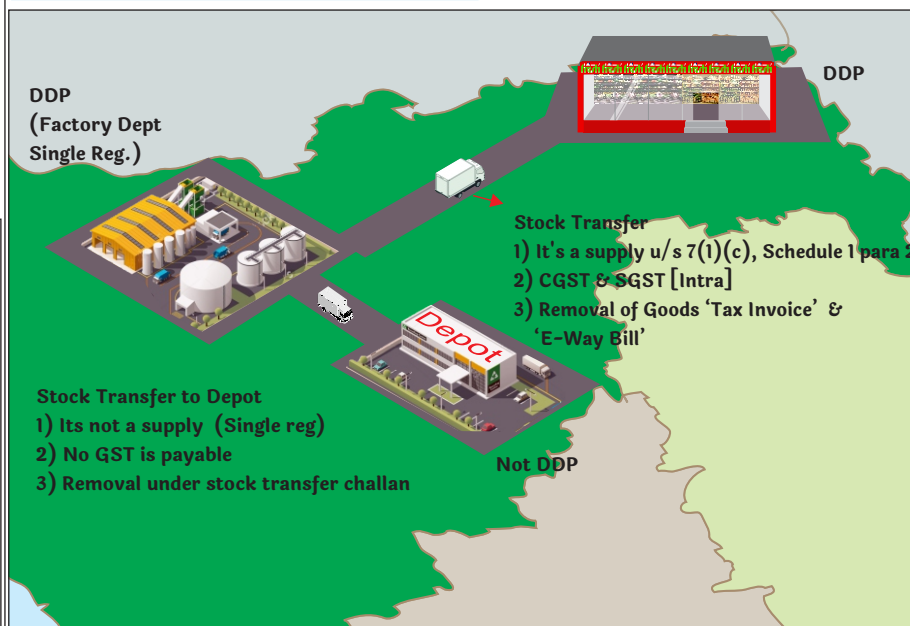 DDP
(Factory Dept
Single Reg.)
DDP
Stock Transfer
1) It's a supply u/s 7(1)(c), Schedule 1 para 2
2) CGST & SGST [Intra]
3) Removal of Goods ‘Tax Invoice’ &
‘E-Way Bill’
Depot
Stock Transfer to Depot
1) Its not a supply (Single reg)
2) No GST is payable
3) Removal under stock transfer challan
Not DDP